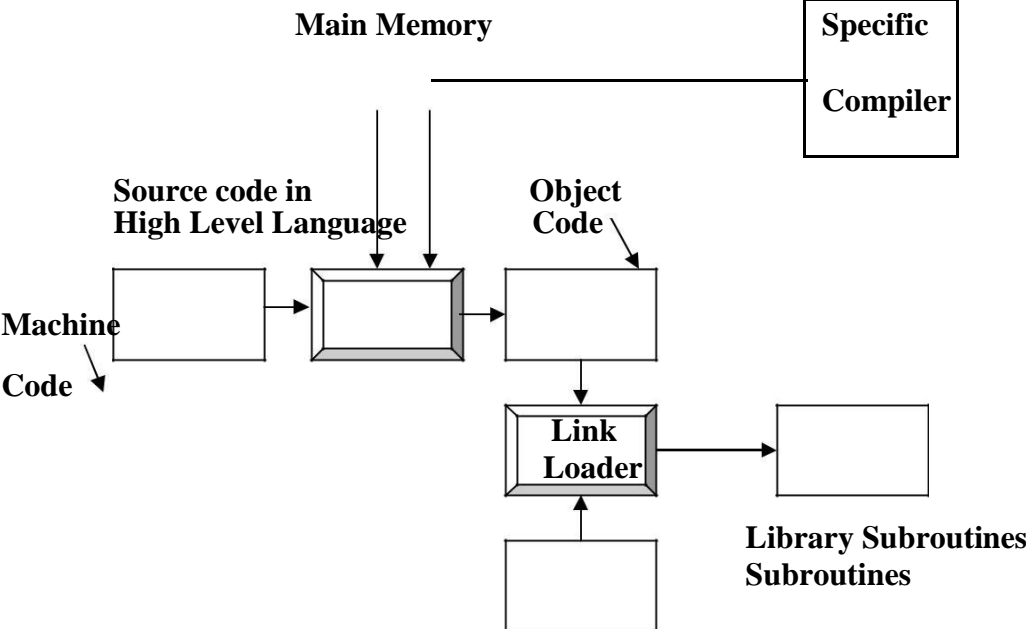 Main Memory
Specific
Compiler
Source code in
High Level Language
Object
Code
Machine
Code
Link
Loader
Library Subroutines
Subroutines